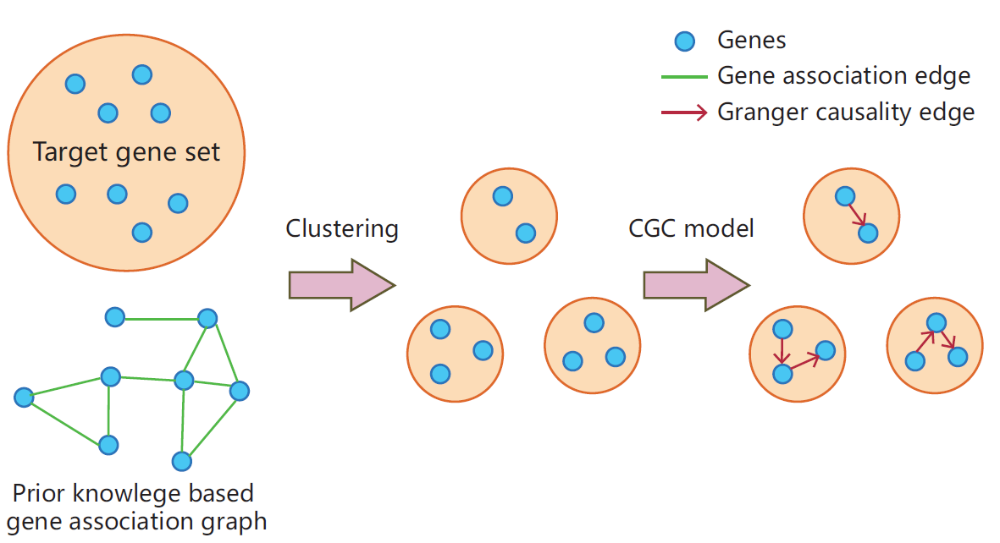 Genes
Gene association edge
Granger causality edge
Target gene set
Clustering
CGC model
Prior knowlege based
gene association graph